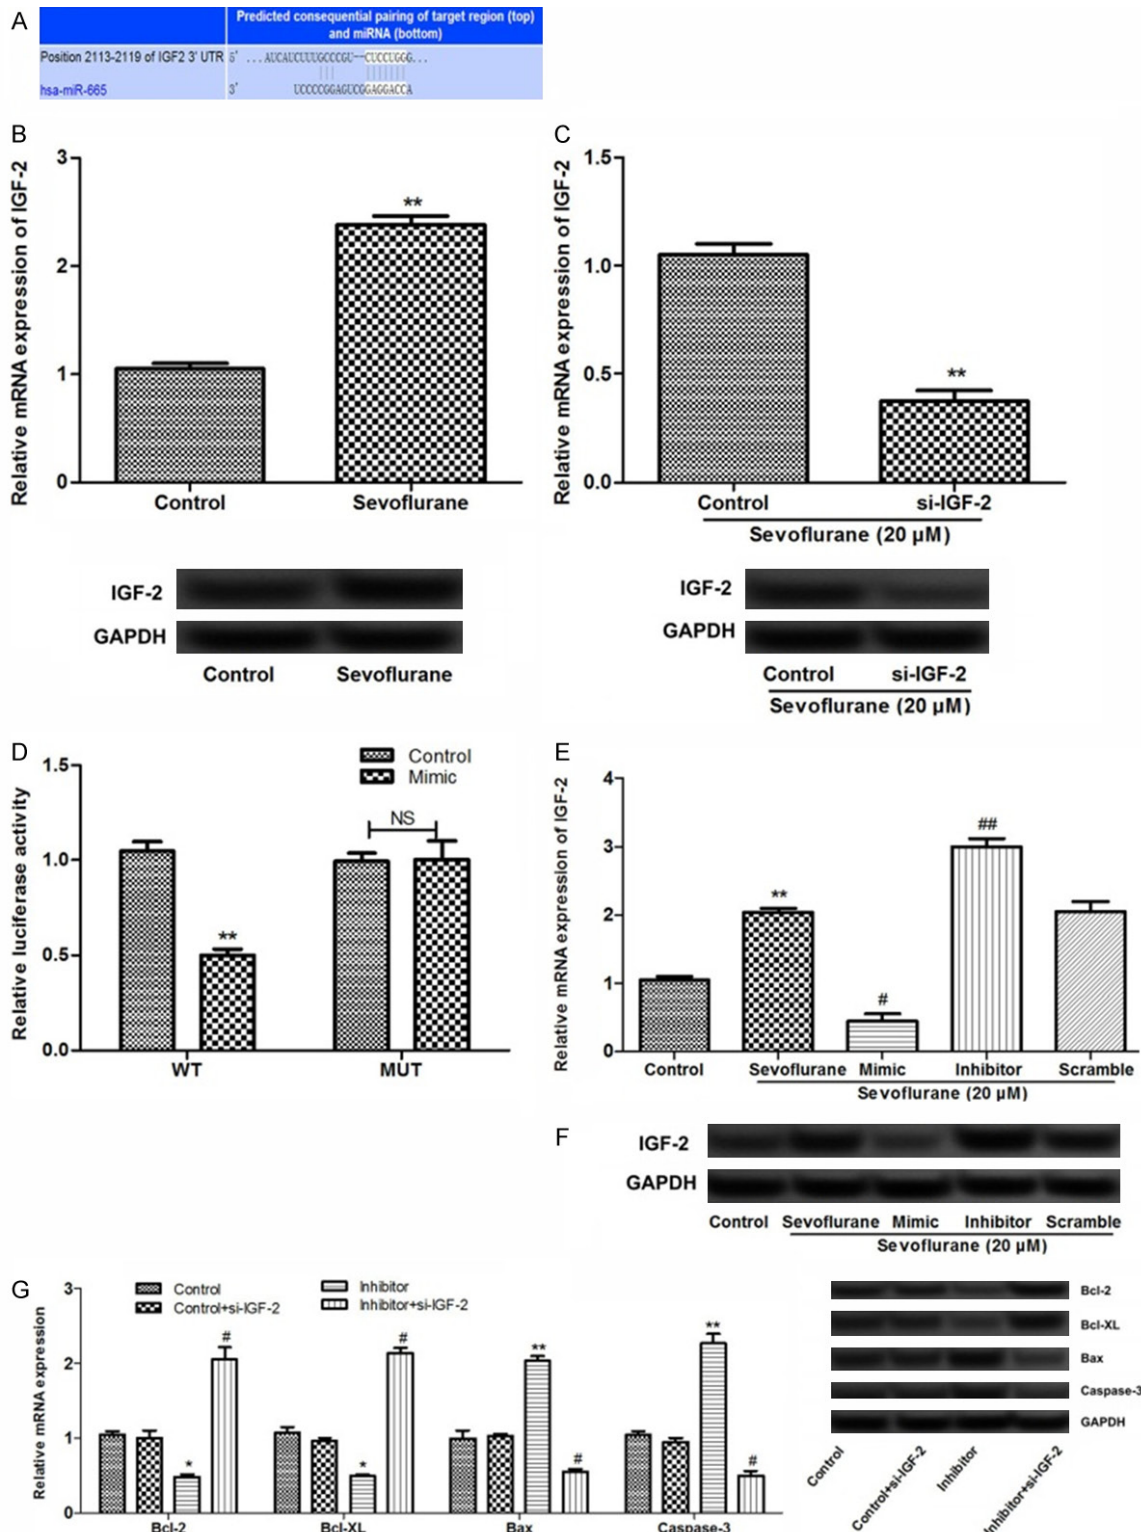 A
Predicted consequential pairing of target region (top)
and miRNA (bottom)
Position 2113-2119 of IGF2 3' UTR 5' ...AUCAUCUUUGCCCGU--CUCCUGGG...
hsa-miR-665 3' UCCCCGGAGUCGGAGGACCA
B
Relative mRNA expression of IGF-2
3
2
1
0
**
Control Sevoflurane
IGF-2
GAPDH
Control Sevoflurane
C
Relative mRNA expression of IGF-2
1.5
1.0
0.5
0.0
**
Control si-IGF-2
Sevoflurane (20 µM)
IGF-2
GAPDH
Control si-IGF-2
Sevoflurane (20 µM)
D
Relative luciferase activity
1.5
1.0
0.5
0.0
Control
Mimic
NS
**
WT MUT
E
Relative mRNA expression of IGF-2
4
3
2
1
0
** # ##
Control Sevoflurane Mimic Inhibitor Scramble
Sevoflurane (20 µM)
F
IGF-2
GAPDH
Control Sevoflurane Mimic Inhibitor Scramble
Sevoflurane (20 µM)
G
Relative mRNA expression
3
2
1
0
Control
Control+si-IGF-2
Inhibitor
Inhibitor+si-IGF-2
* # * # ** # ** #
Bcl-2 Bcl-XL Bax Caspase-3
Bcl-2
Bcl-XL
Bax
Caspase-3
GAPDH
Control
Control+si-IGF-2
Inhibitor
Inhibitor+si-IGF-2